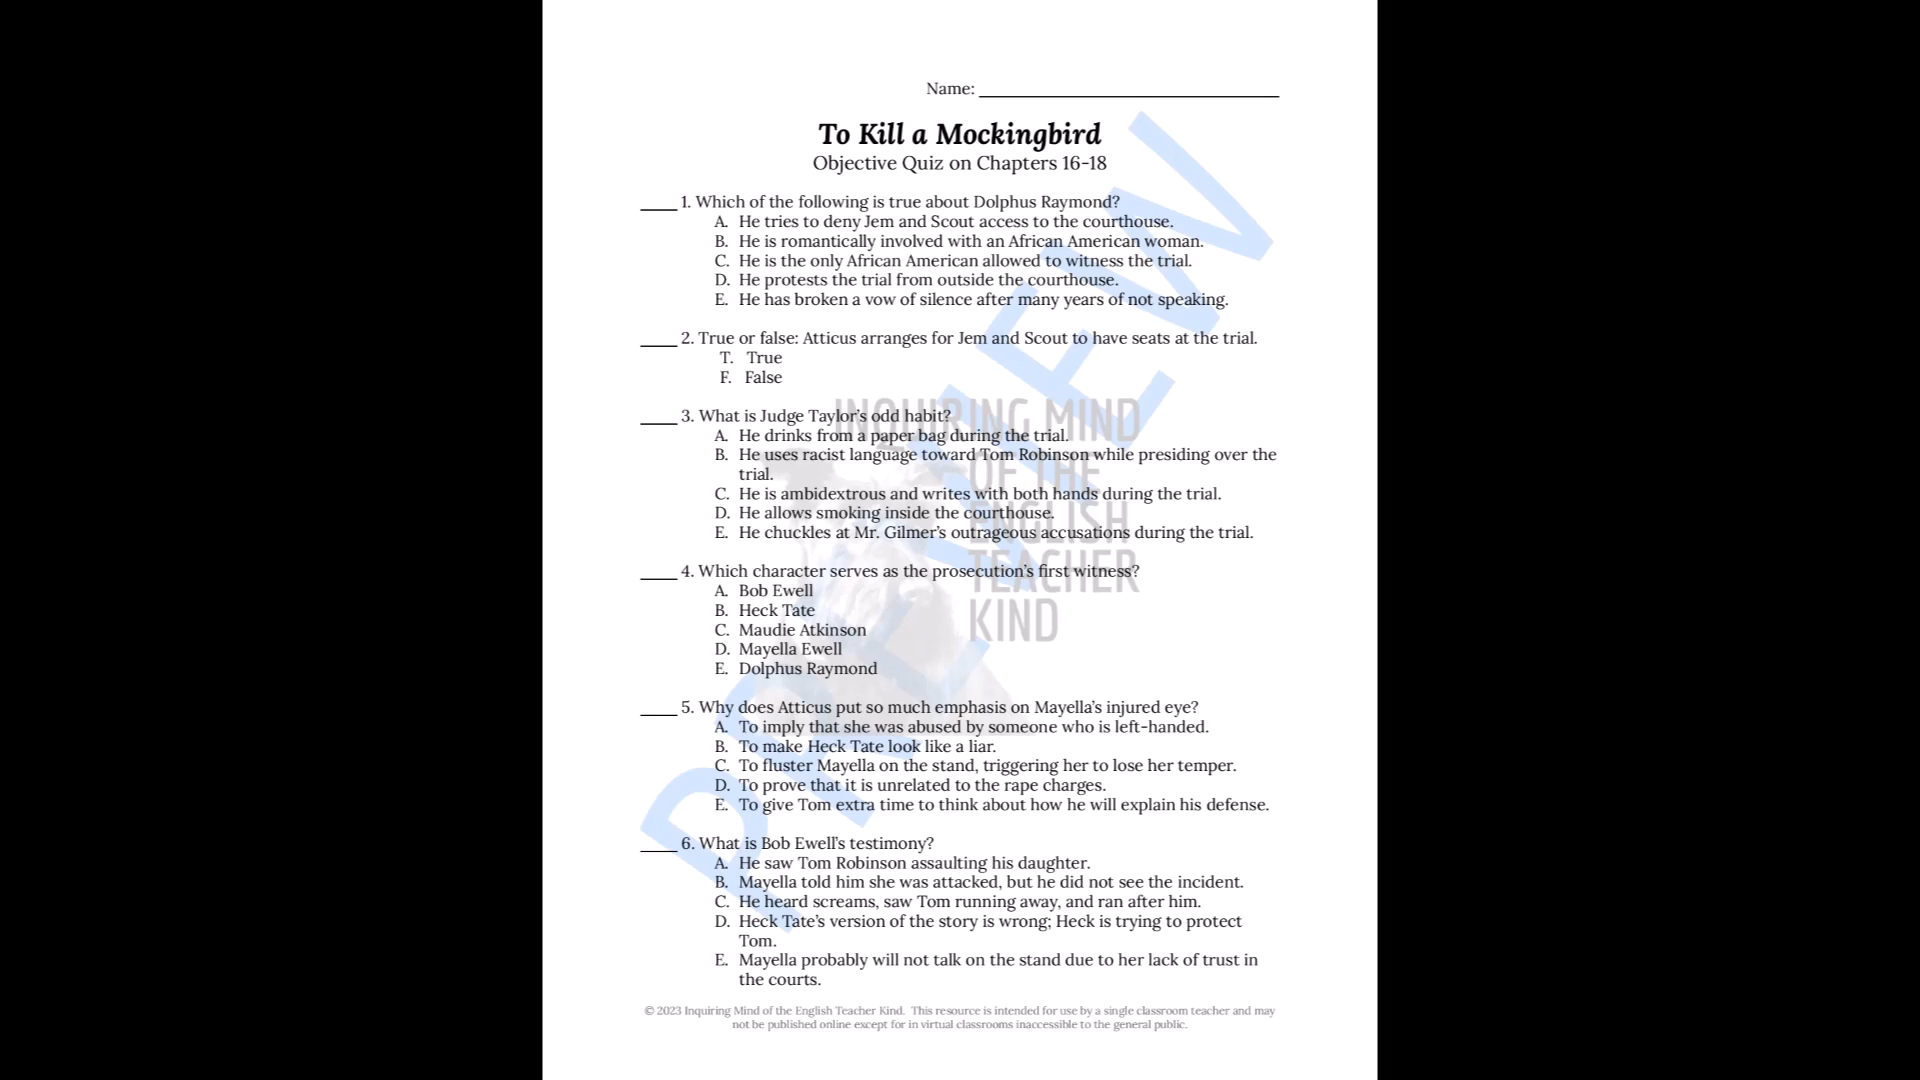 Name: ______________________________
To Kill a Mockingbird
Objective Quiz on Chapters 16-18
____ 1. Which of the following is true about Dolphus Raymond?
A. He tries to deny Jem and Scout access to the courthouse.
B. He is romantically involved with an African American woman.
C. He is the only African American allowed to witness the trial.
D. He protests the trial from outside the courthouse.
E. He has broken a vow of silence after many years of not speaking.
____ 2. True or false: Atticus arranges for Jem and Scout to have seats at the trial.
T. True
F. False
____ 3. What is Judge Taylor's odd habit?
A. He drinks from a paper bag during the trial.
B. He uses racist language toward Tom Robinson while presiding over the
trial.
C. He is ambidextrous and writes with both hands during the trial.
D. He allows smoking inside the courthouse.
E. He chuckles at Mr. Gilmer's outrageous accusations during the trial.
____ 4. Which character serves as the prosecution's first witness?
A. Bob Ewell
B. Heck Tate
C. Maudie Atkinson
D. Mayella Ewell
E. Dolphus Raymond
____ 5. Why does Atticus put so much emphasis on Mayella's injured eye?
A. To imply that she was abused by someone who is left-handed.
B. To make Heck Tate look like a liar.
C. To fluster Mayella on the stand, triggering her to lose her temper.
D. To prove that it is unrelated to the rape charges.
E. To give Tom extra time to think about how he will explain his defense.
____ 6. What is Bob Ewell's testimony?
A. He saw Tom Robinson assaulting his daughter.
B. Mayella told him she was attacked, but he did not see the incident.
C. He heard screams, saw Tom running away, and ran after him.
D. Heck Tate's version of the story is wrong; Heck is trying to protect
Tom.
E. Mayella probably will not talk on the stand due to her lack of trust in
the courts.
© 2023 Inquiring Mind of the English Teacher Kind. This resource is intended for use by a single classroom teacher and may
not be published online except for in virtual classrooms inaccessible to the general public.
PREVIEW
INQUIRING MIND
OF THE
ENGLISH
TEACHER
KIND